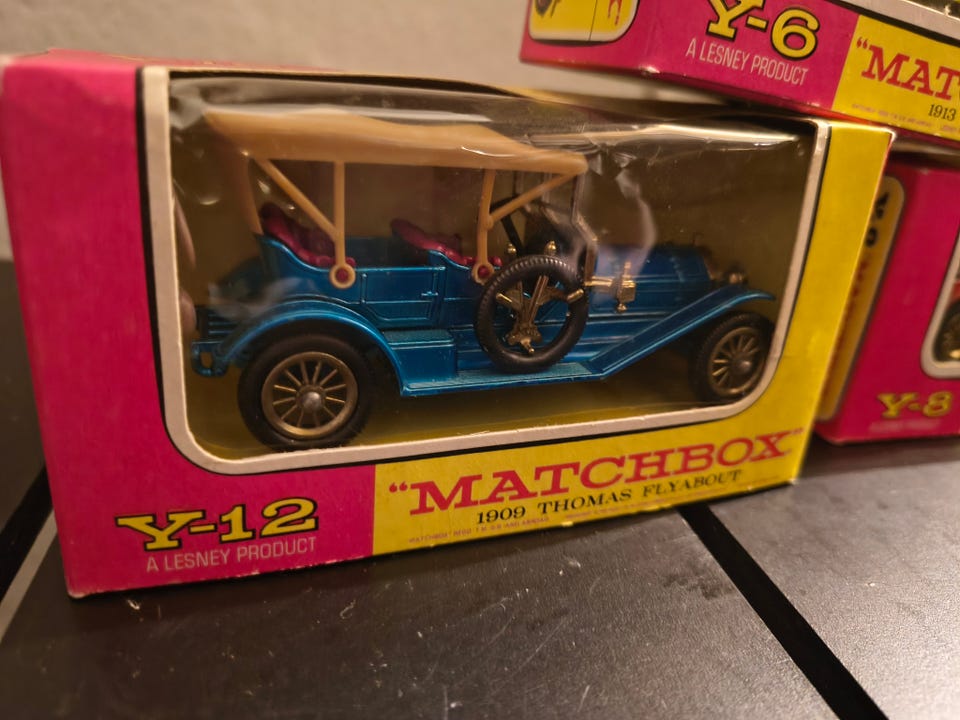 Y-6
A LESNEY PRODUCT
"MAT
1913
Y-8
Y-12
A LESNEY PRODUCT
"MATCHBOX"
1909 THOMAS FLYABOUT